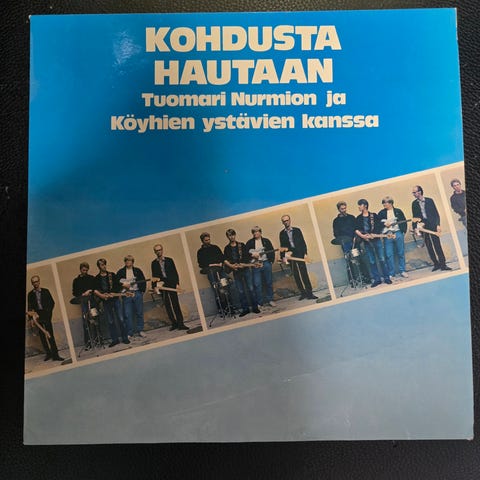 KOHDUSTA
HAUTAAN
Tuomari Nurmion ja
Köyhien ystävien kanssa